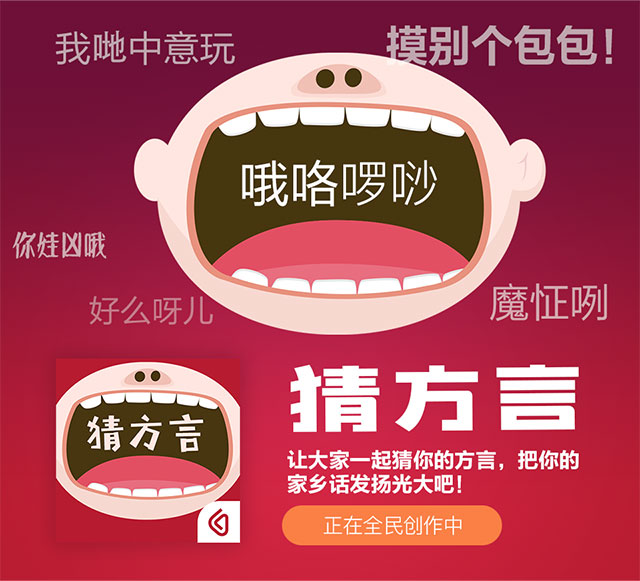 我哋中意玩
摸别个包包！
哦咯啰唦
你娃凶哦
好么呀儿
魔怔咧
猜方言
猜方言
让大家一起猜你的方言，把你的
家乡话发扬光大吧！
正在全民创作中